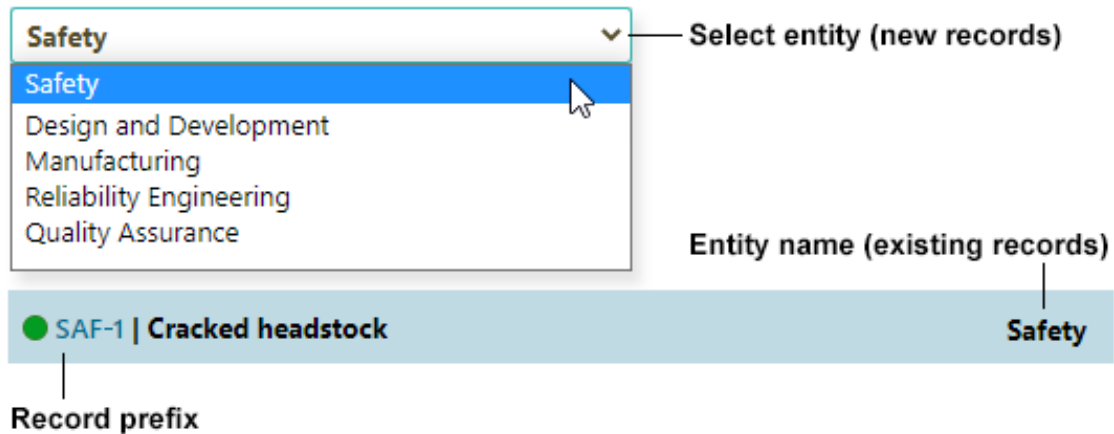 Safety
Select entity (new records)
Safety
Design and Development
Manufacturing
Reliability Engineering
Quality Assurance
Entity name (existing records)
SAF-1 | Cracked headstock
Safety
Record prefix